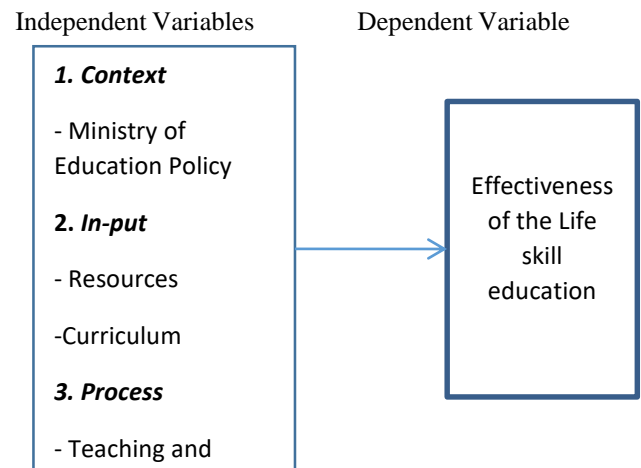 Independent Variables
Dependent Variable
1. Context
- Ministry of
Education Policy
2. In-put
- Resources
-Curriculum
3. Process
- Teaching and
Effectiveness
of the Life
skill
education